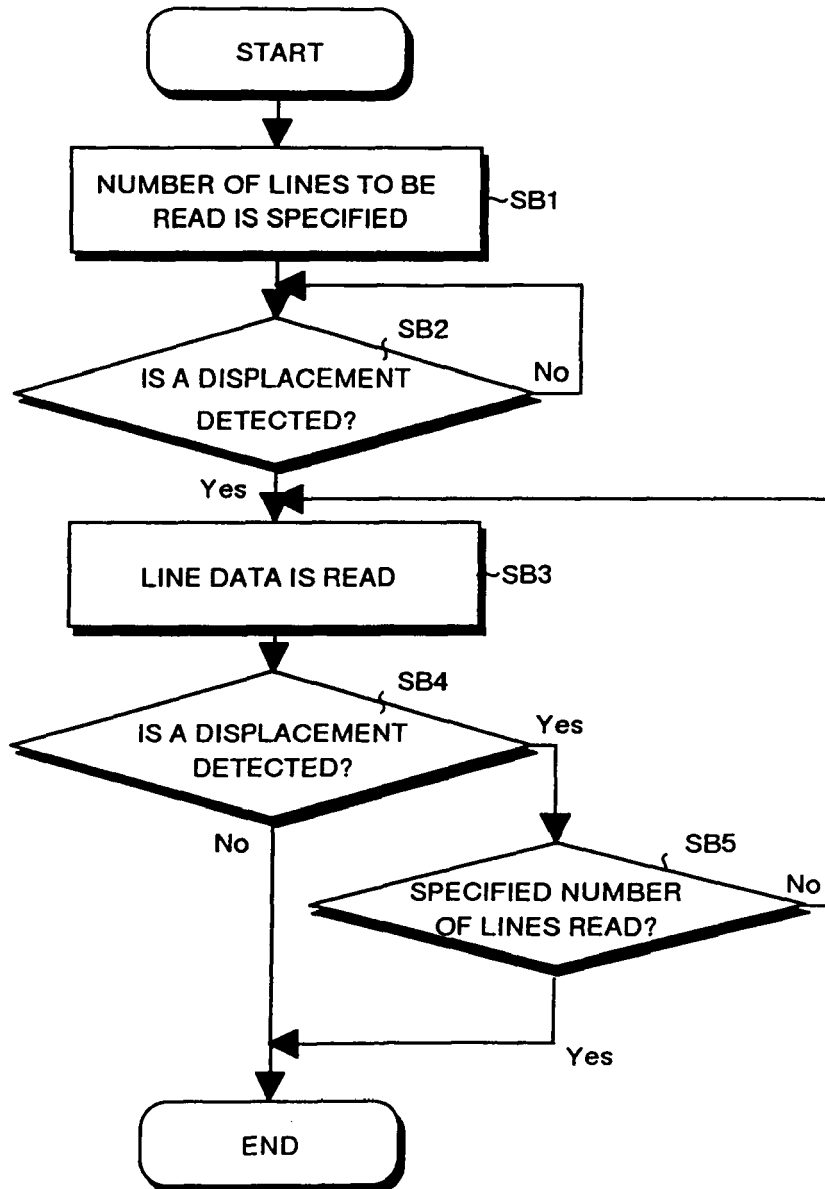 START
NUMBER OF LINES TO BE
READ IS SPECIFIED
SB1
SB2
IS A DISPLACEMENT
DETECTED?
No
Yes
LINE DATA IS READ
SB3
SB4
IS A DISPLACEMENT
DETECTED?
Yes
No
SB5
SPECIFIED NUMBER
OF LINES READ?
No
Yes
END